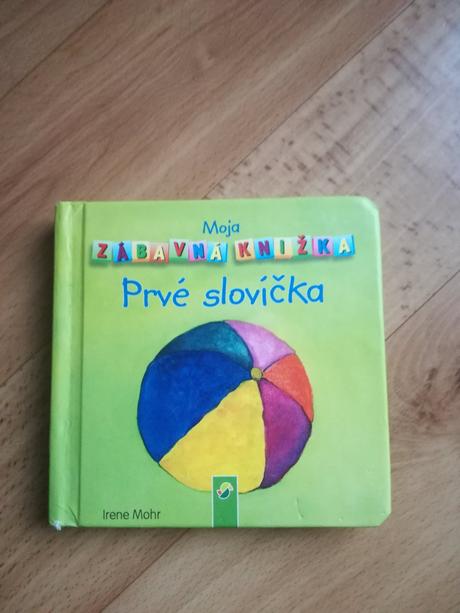 Moja
ZÁBAVNÁ KNIŽKA
Prvé slovíčka
Irene Mohr